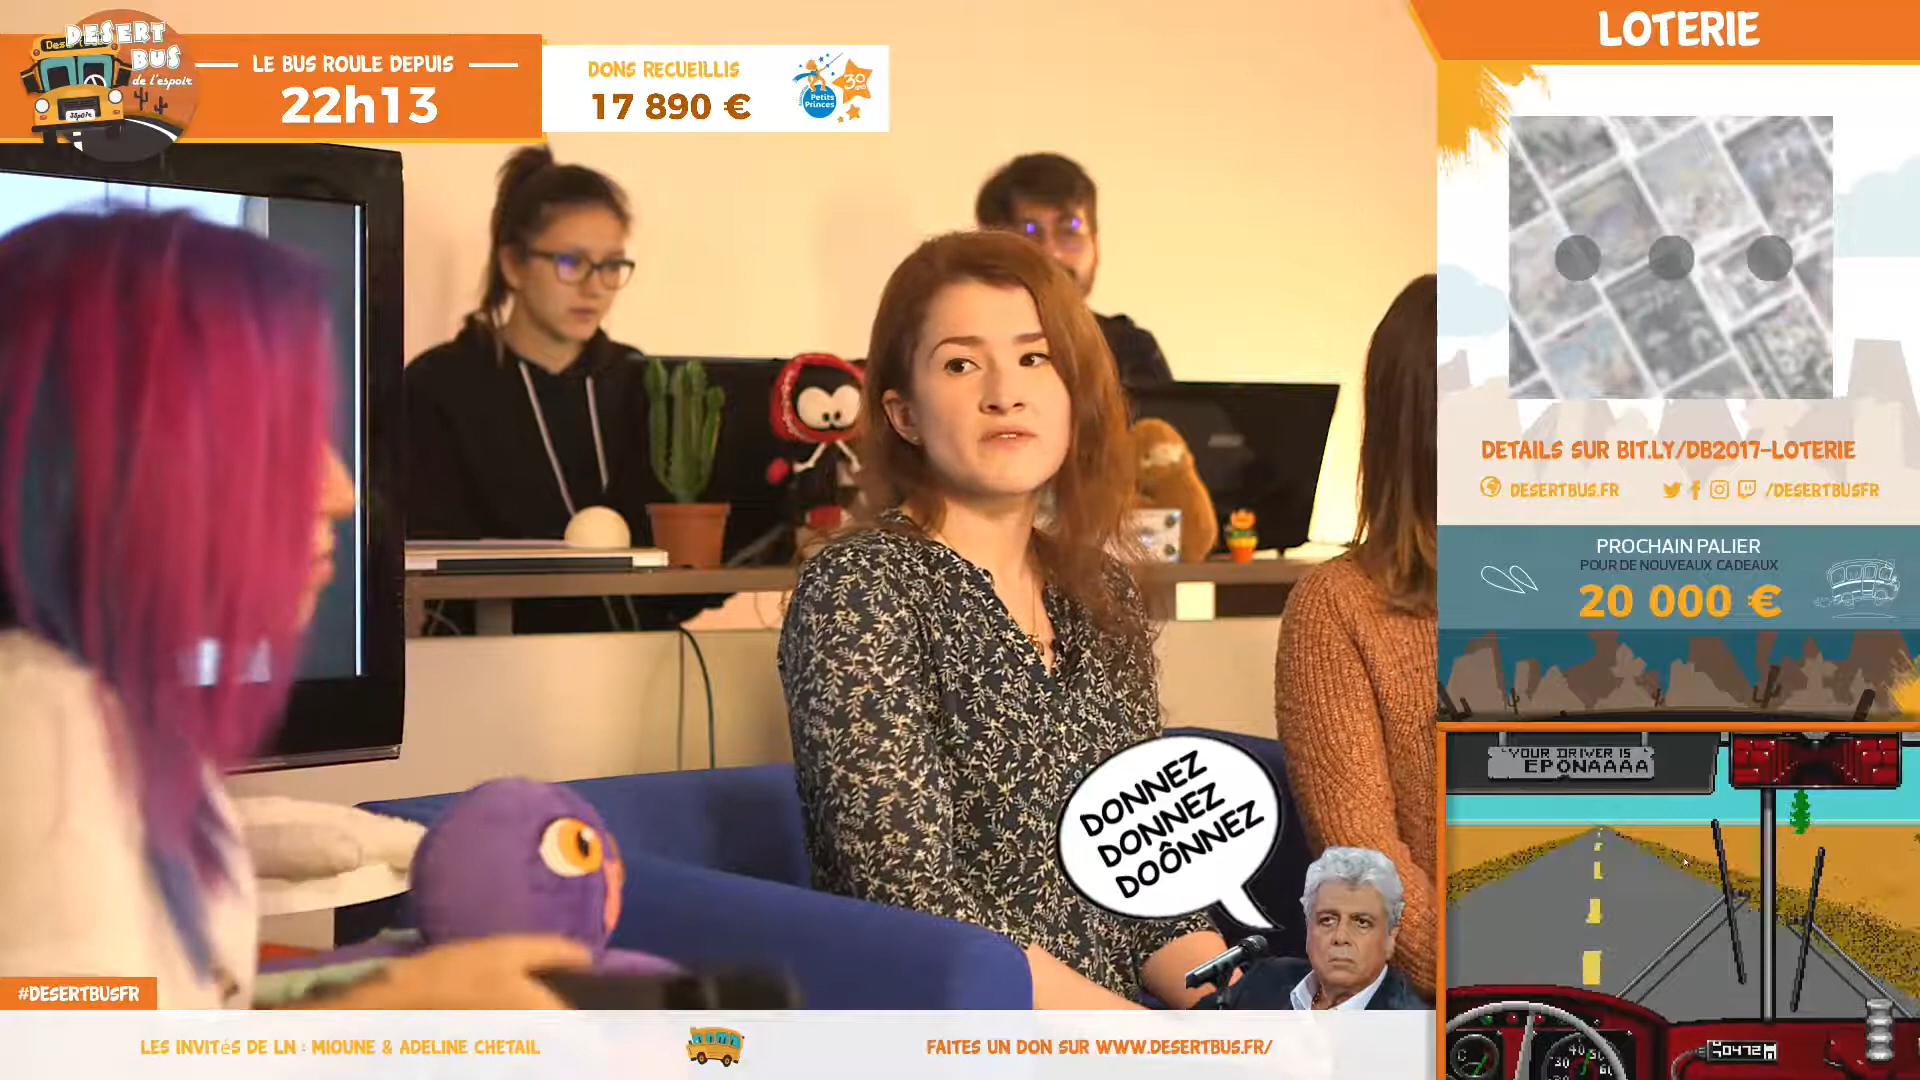 DESERT
BUS
de l'espoir
LE BUS ROULE DEPUIS
22h13
DONS RECUEILLIS
17 890 €
Petits
Princes
30
LOTERIE
DETAILS SUR BIT.LY/DB2017-LOTERIE
DESERTBUS.FR
/DESERTBUSFR
PROCHAIN PALIER
POUR DE NOUVEAUX CADEAUX
20 000 €
YOUR DRIVER IS
EPONAAAA
DONNEZ
DONNEZ
DOÔNNEZ
#DESERTBUSFR
LES INVITéS DE LN : MIOUNE & ADELINE CHETAIL
FAITES UN DON SUR WWW.DESERTBUS.FR/